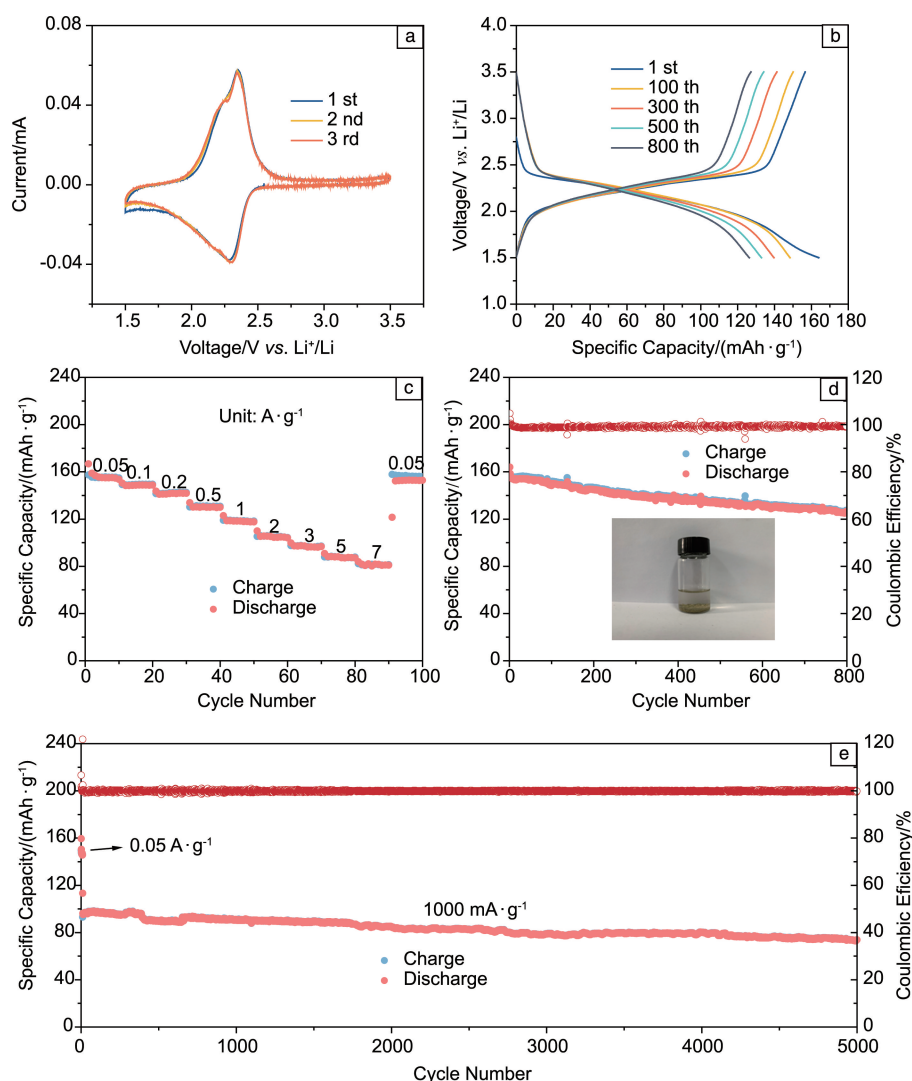 a
0.08
0.04
0.00
-0.04
Current/mA
1 st
2 nd
3 rd
1.5 2.0 2.5 3.0 3.5
Voltage/V vs. Li⁺/Li
b
4.0
3.5
3.0
2.5
2.0
1.5
1.0
Voltage/V vs. Li⁺/Li
1 st
100 th
300 th
500 th
800 th
0 20 40 60 80 100 120 140 160 180
Specific Capacity/(mAh·g⁻¹)
c
240
200
160
120
80
40
0
Specific Capacity/(mAh·g⁻¹)
Unit: A·g⁻¹
0.05 0.1 0.2 0.5 1 2 3 5 7 0.05
Charge
Discharge
0 20 40 60 80 100
Cycle Number
d
240
200
160
120
80
40
0
Specific Capacity/(mAh·g⁻¹)
Charge
Discharge
120
100
80
60
40
20
0
Coulombic Efficiency/%
0 200 400 600 800
Cycle Number
e
240
200
160
120
80
40
0
Specific Capacity/(mAh·g⁻¹)
0.05 A·g⁻¹
1000 mA·g⁻¹
Charge
Discharge
120
100
80
60
40
20
0
Coulombic Eficiency/%
0 1000 2000 3000 4000 5000
Cycle Number